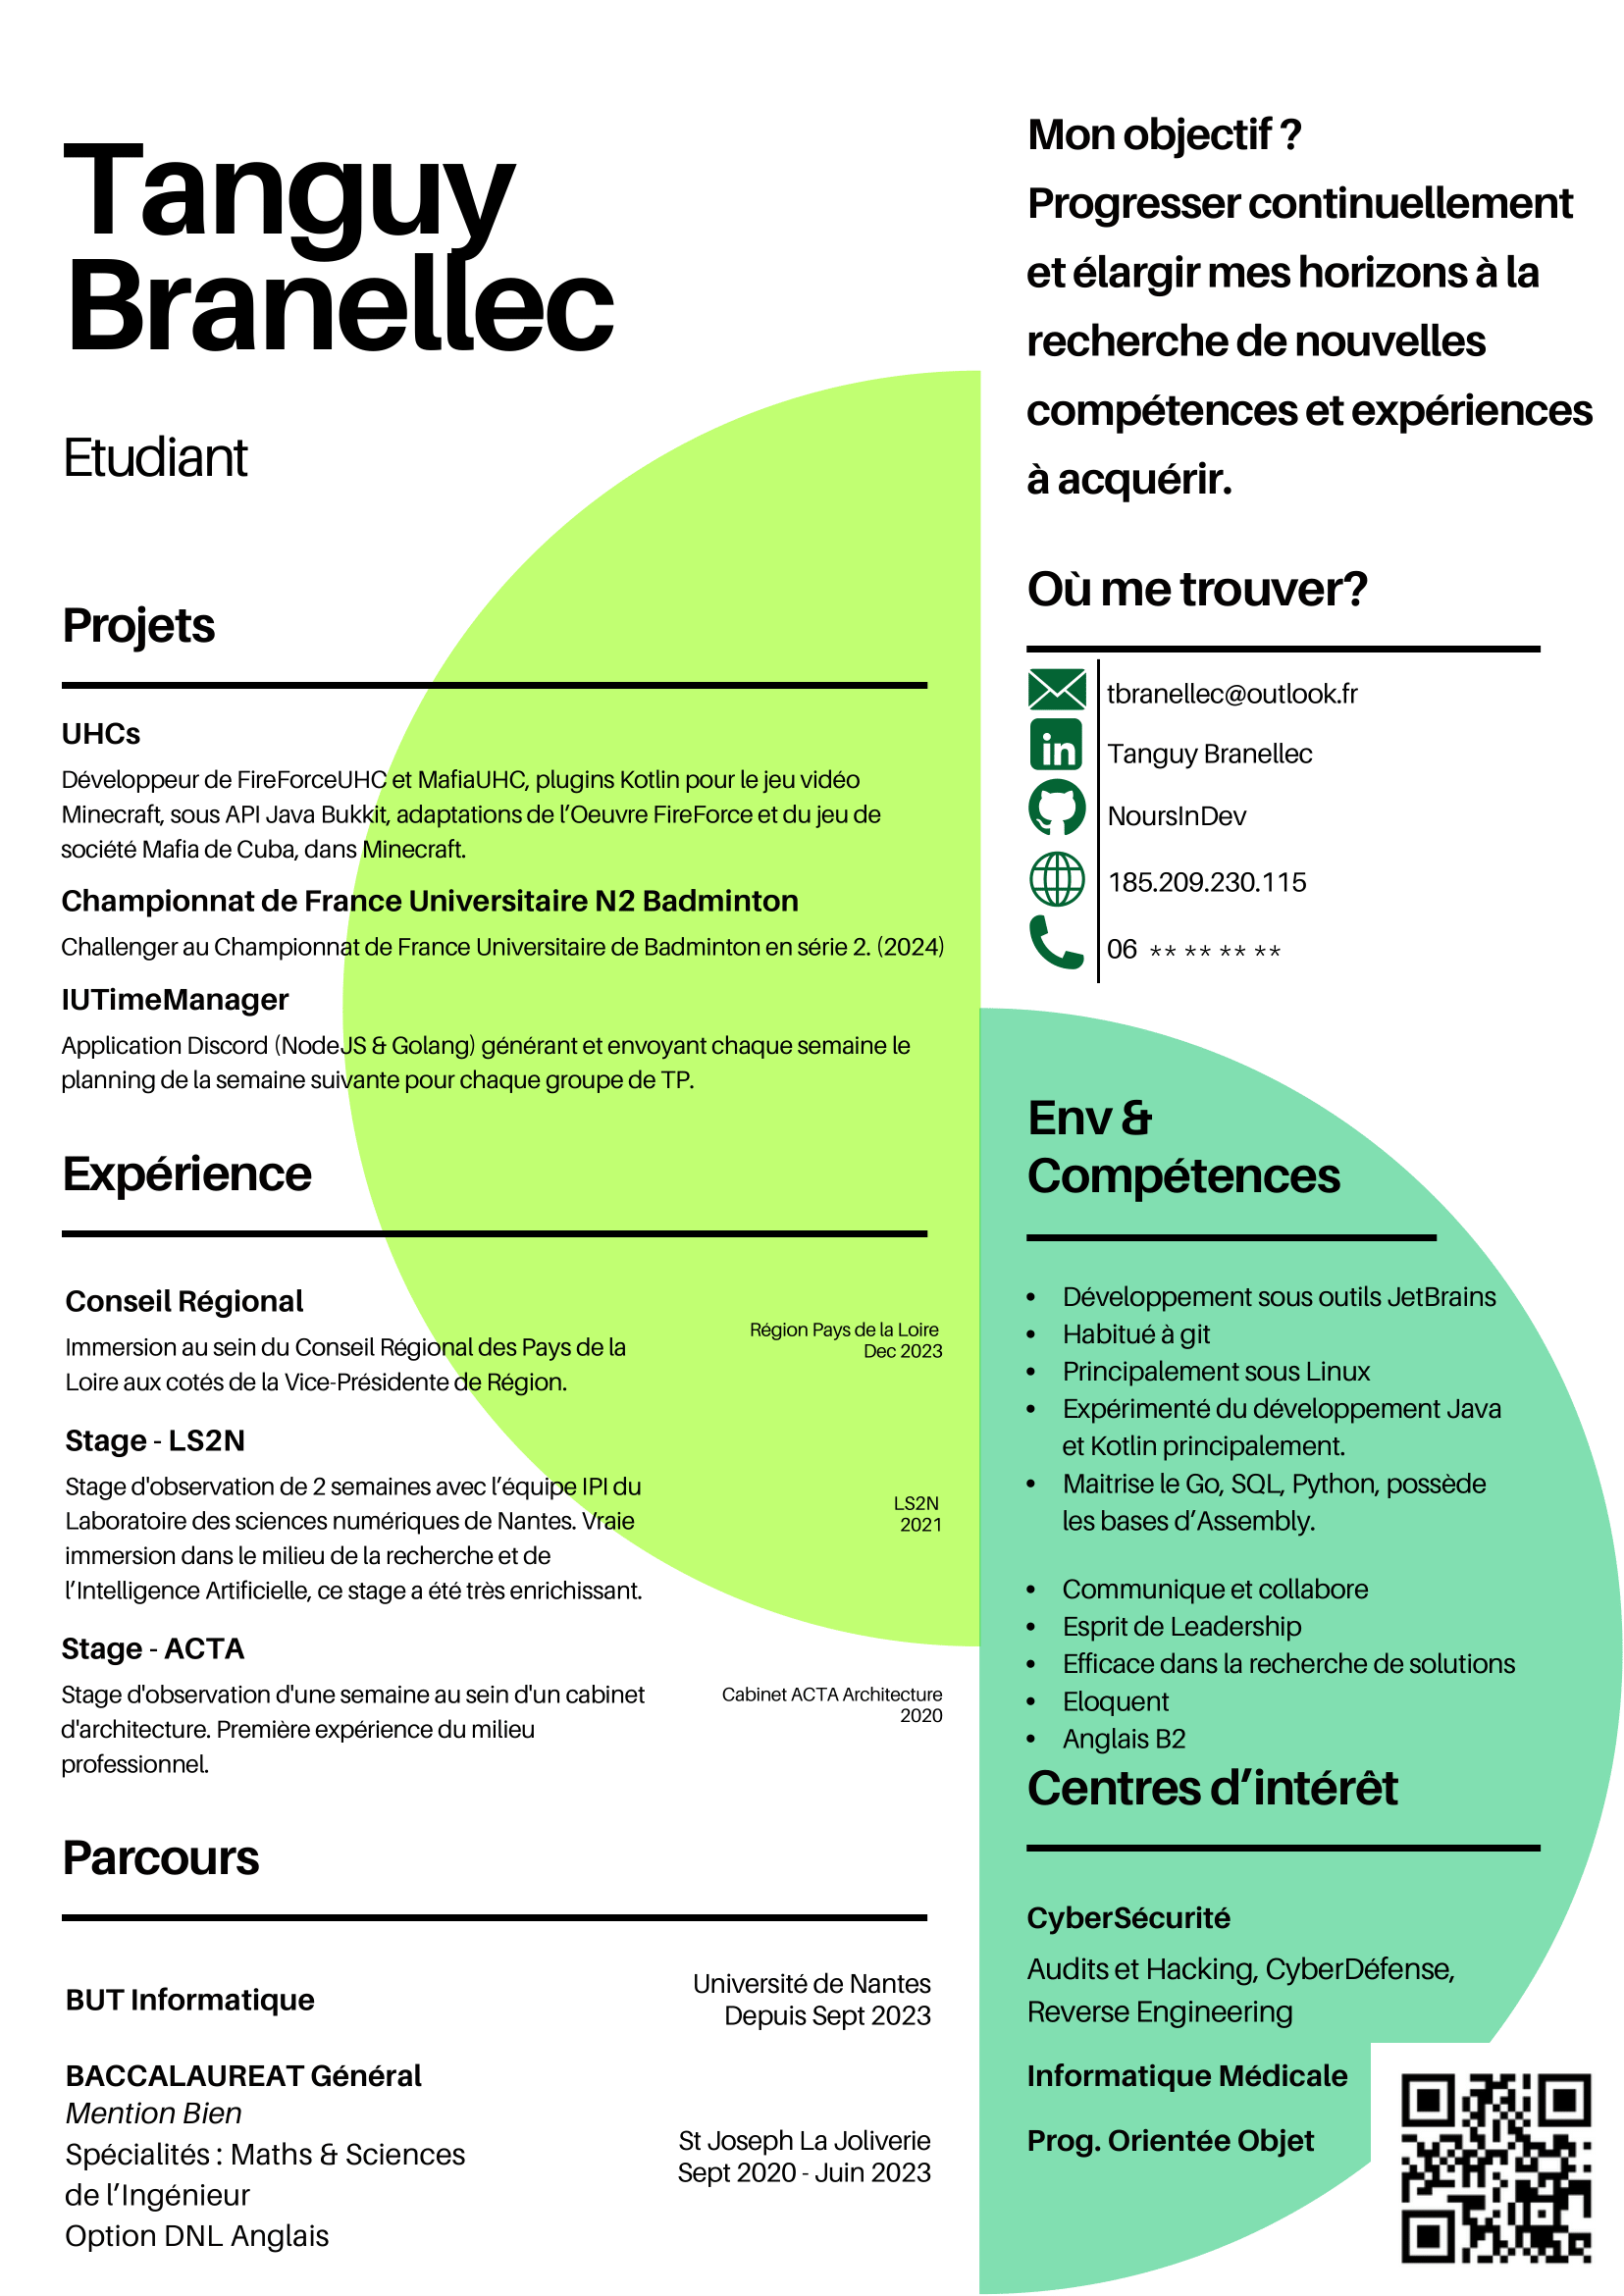 Tanguy
Branellec
Etudiant
Projets
UHCs
Développeur de FireForceUHC et MafiaUHC, plugins Kotlin pour le jeu vidéo
Minecraft, sous API Java Bukkit, adaptations de l’Oeuvre FireForce et du jeu de
société Mafia de Cuba, dans Minecraft.
Championnat de France Universitaire N2 Badminton
Challenger au Championnat de France Universitaire de Badminton en série 2. (2024)
IUTimeManager
Application Discord (NodeJS & Golang) générant et envoyant chaque semaine le
planning de la semaine suivante pour chaque groupe de TP.
Expérience
Conseil Régional
Immersion au sein du Conseil Régional des Pays de la
Loire aux cotés de la Vice-Présidente de Région.
Région Pays de la Loire
Dec 2023
Stage - LS2N
Stage d'observation de 2 semaines avec l’équipe IPI du
Laboratoire des sciences numériques de Nantes. Vraie
immersion dans le milieu de la recherche et de
l’Intelligence Artificielle, ce stage a été très enrichissant.
LS2N
2021
Stage - ACTA
Stage d'observation d'une semaine au sein d'un cabinet
d'architecture. Première expérience du milieu
professionnel.
Cabinet ACTA Architecture
2020
Parcours
BUT Informatique
Université de Nantes
Depuis Sept 2023
BACCALAUREAT Général
Mention Bien
Spécialités : Maths & Sciences
de l’Ingénieur
Option DNL Anglais
St Joseph La Joliverie
Sept 2020 - Juin 2023
Mon objectif ?
Progresser continuellement
et élargir mes horizons à la
recherche de nouvelles
compétences et expériences
à acquérir.
Où me trouver?
tbranellec@outlook.fr
in
Tanguy Branellec
NoursInDev
185.209.230.115
06 ** ** ** **
Env &
Compétences
• Développement sous outils JetBrains
• Habitué à git
• Principalement sous Linux
• Expérimenté du développement Java
et Kotlin principalement.
• Maitrise le Go, SQL, Python, possède
les bases d’Assembly.
• Communique et collabore
• Esprit de Leadership
• Efficace dans la recherche de solutions
• Eloquent
• Anglais B2
Centres d’intérêt
CyberSécurité
Audits et Hacking, CyberDéfense,
Reverse Engineering
Informatique Médicale
Prog. Orientée Objet